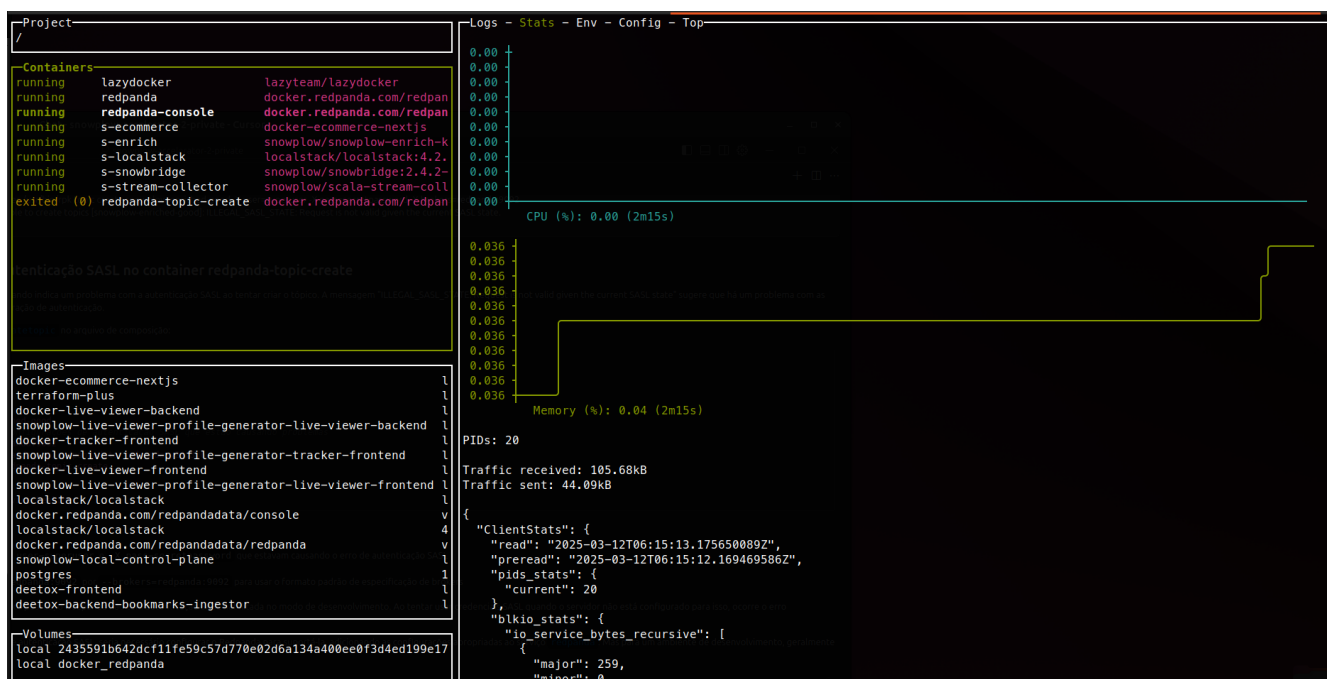 Project
/
Containers
running lazydocker lazyteam/lazydocker
running redpanda docker.redpanda.com/redpan
running redpanda-console docker.redpanda.com/redpan
running s-ecommerce docker-ecommerce-nextjs
running s-enrich snowplow/snowplow-enrich-k
running s-localstack localstack/localstack:4.2.
running s-snowbridge snowplow/snowbridge:2.4.2-
running s-stream-collector snowplow/scala-stream-coll
exited (0) redpanda-topic-create docker.redpanda.com/redpan
tenticação SASL no container redpanda-topic-create
Images
docker-ecommerce-nextjs l
terraform-plus l
docker-live-viewer-backend l
snowplow-live-viewer-profile-generator-live-viewer-backend l
docker-tracker-frontend l
snowplow-live-viewer-profile-generator-tracker-frontend l
docker-live-viewer-frontend l
snowplow-live-viewer-profile-generator-live-viewer-frontend l
localstack/localstack l
docker.redpanda.com/redpandadata/console v
localstack/localstack 4
docker.redpanda.com/redpandadata/redpanda v
snowplow-local-control-plane l
postgres 1
deetox-frontend l
deetox-backend-bookmarks-ingestor l
Volumes
local 2435591b642dcf11fe59c57d770e02d6a134a400ee0f3d4ed199e17
local docker_redpanda
Logs - Stats - Env - Config - Top
0.00
0.00
0.00
0.00
0.00
0.00
0.00
0.00
0.00
0.00
0.00
CPU (%): 0.00 (2m15s)
0.036
0.036
0.036
0.036
0.036
0.036
0.036
0.036
0.036
0.036
0.036
Memory (%): 0.04 (2m15s)
PIDs: 20
Traffic received: 105.68kB
Traffic sent: 44.09kB
{
"ClientStats": {
"read": "2025-03-12T06:15:13.175650089Z",
"preread": "2025-03-12T06:15:12.169469586Z",
"pids_stats": {
"current": 20
},
"blkio_stats": {
"io_service_bytes_recursive": [
{
"major": 259,
"minor": 0